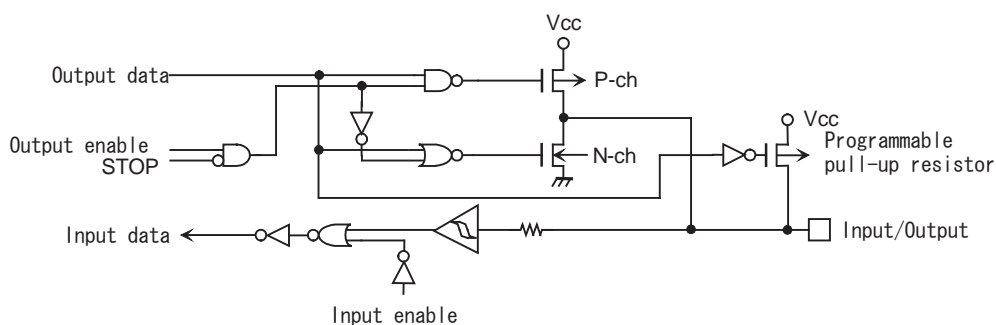 Vcc
Output data
P-ch
Vcc
Output enable
STOP
N-ch
Programmable
pull-up resistor
Input data
Input/Output
Input enable